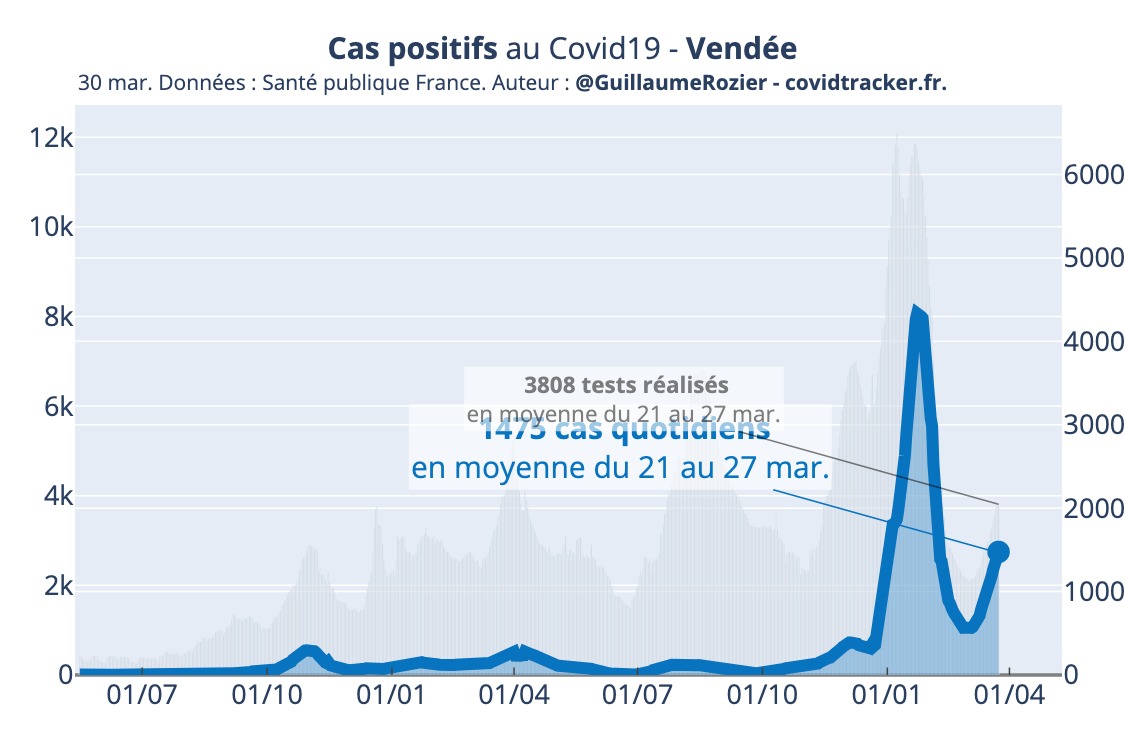 Cas positifs au Covid19 - Vendée
30 mar. Données : Santé publique France. Auteur : @GuillaumeRozier - covidtracker.fr.
12k
10k
8k
6k
4k
2k
0
6000
5000
4000
3000
2000
1000
0
3808 tests réalisés
en moyenne du 21 au 27 mar.
1475 cas quotidiens
en moyenne du 21 au 27 mar.
01/07 01/10 01/01 01/04 01/07 01/10 01/01 01/04